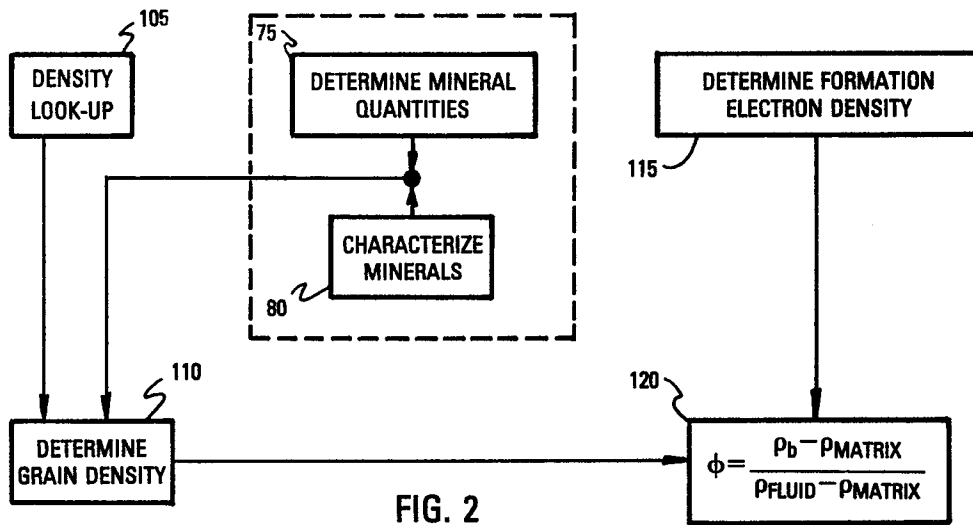 105
DENSITY
LOOK-UP
75
DETERMINE MINERAL
QUANTITIES
CHARACTERIZE
MINERALS
80
DETERMINE FORMATION
ELECTRON DENSITY
115
110
DETERMINE
GRAIN DENSITY
120
ϕ = ρb – ρMATRIX
ρFLUID – ρMATRIX
FIG. 2